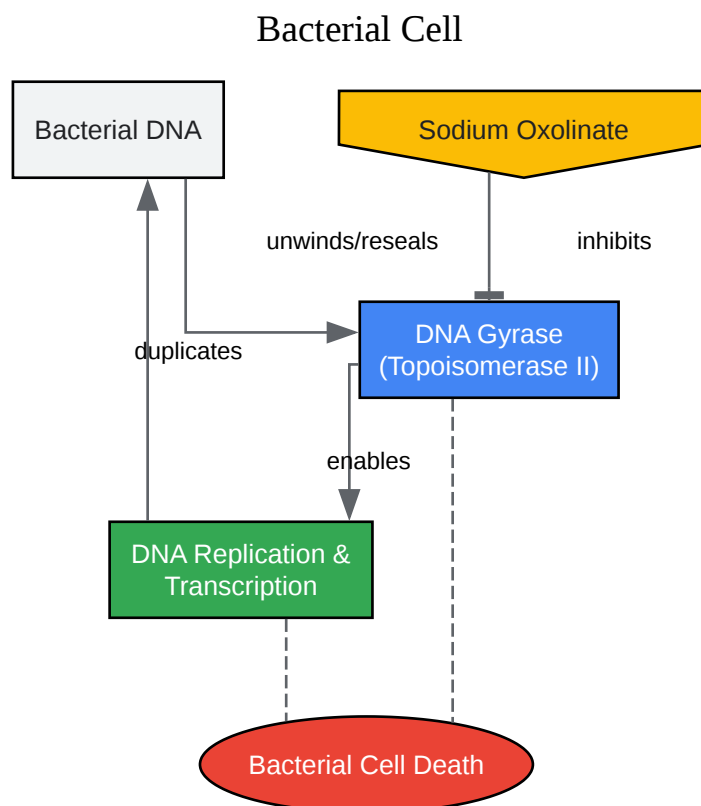 Bacterial Cell
Bacterial DNA
Sodium Oxolinate
unwinds/reseals
inhibits
DNA Gyrase
(Topoisomerase II)
duplicates
enables
DNA Replication &
Transcription
Bacterial Cell Death